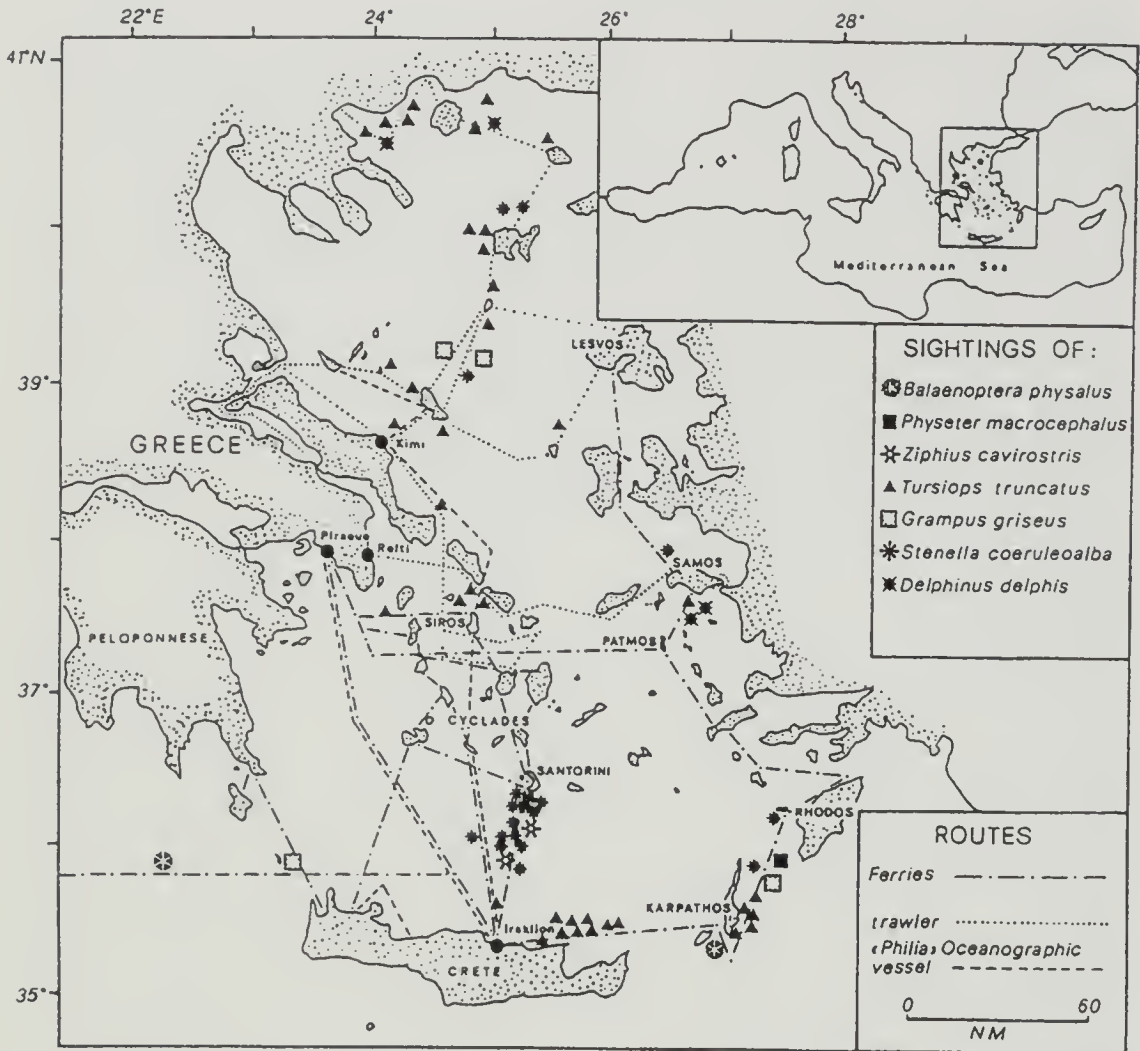 22°E 24° 26° 28°
41°N
39°
37°
35°
Mediterranean Sea
SIGHTINGS OF:
Balaenoptera physalus
Physeter macrocephalus
Ziphius cavirostris
Tursiops truncatus
Grampus griseus
Stenella coeruleoalba
Delphinus delphis
LESVOS
GREECE
Kimi
Piraeus
Rafti
SAMOS
SIROS
PELOPONNESE
PATMOS
CYCLADES
SANTORINI
RHODOS
KARPATHOS
Iraklion
CRETE
ROUTES
Ferries
trawler
‹Philia› Oceanographic
vessel
0 60
NM